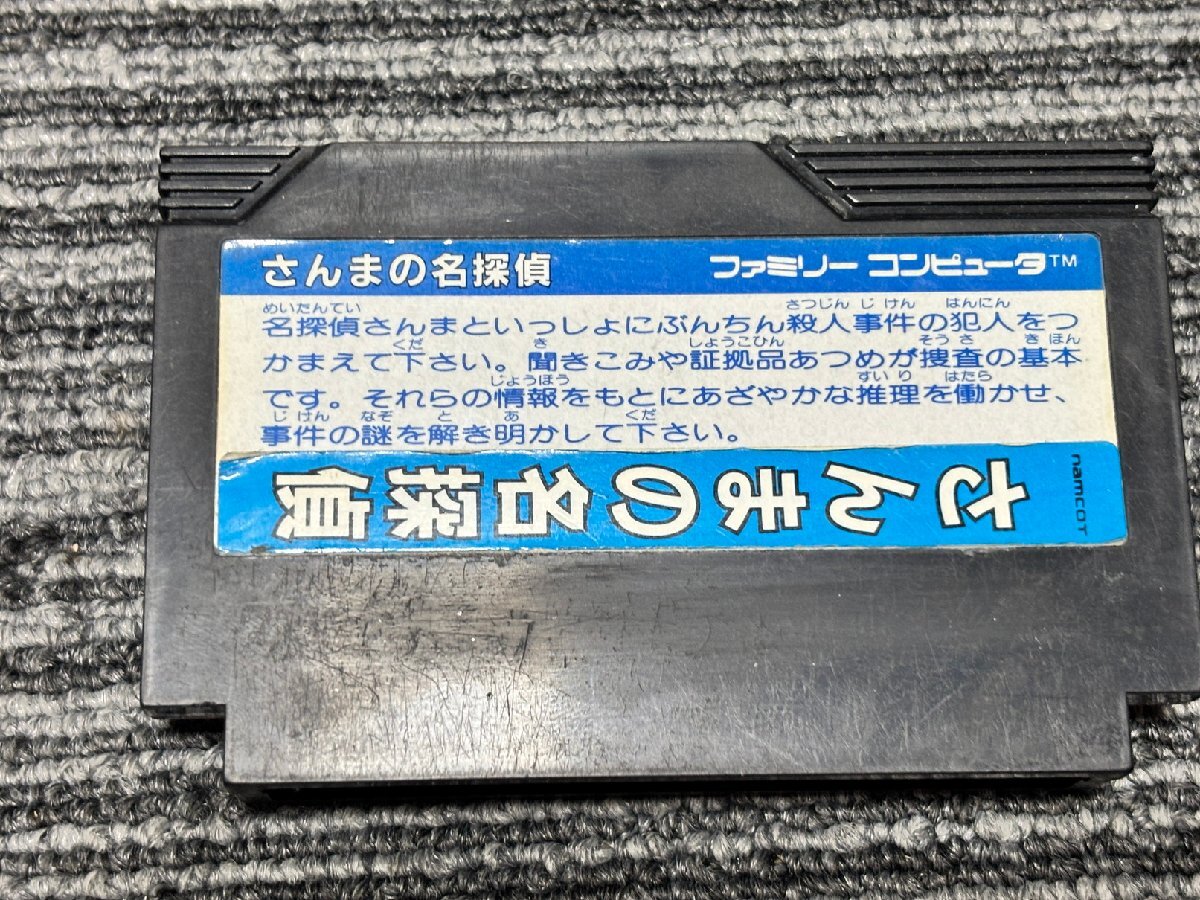 さんまの名探偵
ファミリー コンピュータ™
めいたんてい さつじん じけん はんにん
名探偵さんまといっしょにぶんちん殺人事件の犯人をつ
くだ き しょうこひん そうさ きほん
かまえて下さい。聞きこみや証拠品あつめが捜査の基本
じょうほう すいり はたら
です。それらの情報をもとにあざやかな推理を働かせ、
じけん なぞ と あ くだ
事件の謎を解き明かして下さい。
さんまの名探偵
namcot